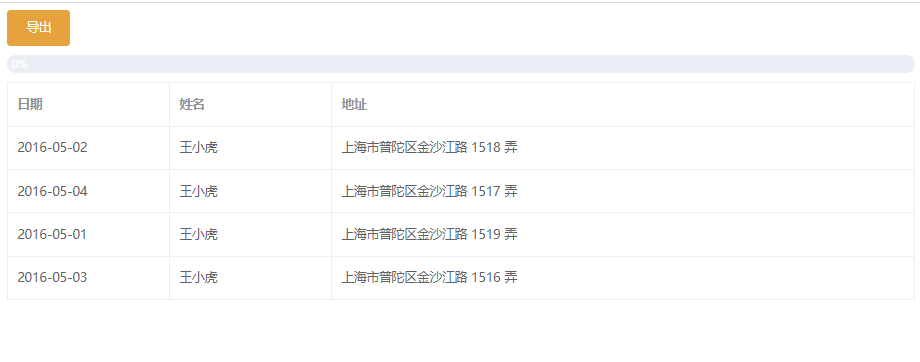 导出
0%
日期 姓名 地址
2016-05-02 王小虎 上海市普陀区金沙江路 1518 弄
2016-05-04 王小虎 上海市普陀区金沙江路 1517 弄
2016-05-01 王小虎 上海市普陀区金沙江路 1519 弄
2016-05-03 王小虎 上海市普陀区金沙江路 1516 弄